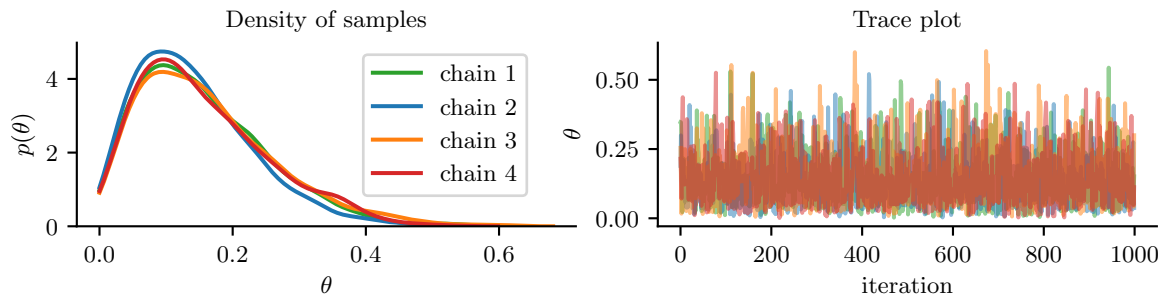 Density of samples
p(θ)
4
2
0
0.0 0.2 0.4 0.6
θ
chain 1
chain 2
chain 3
chain 4
Trace plot
θ
0.50
0.25
0.00
0 200 400 600 800 1000
iteration